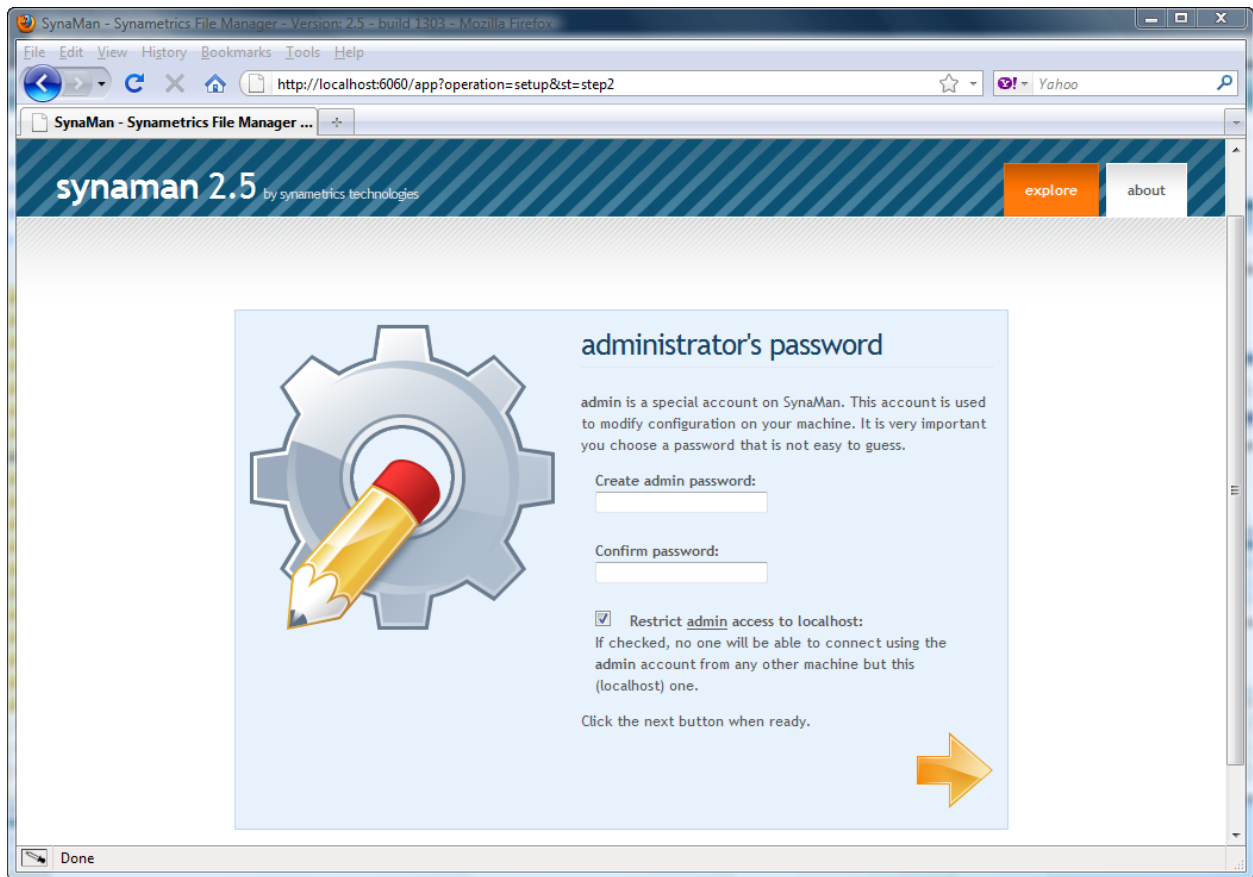 SynaMan - Synametrics File Manager - Version: 2.5 - build 1303 - Mozilla Firefox
File Edit View History Bookmarks Tools Help
http://localhost:6060/app?operation=setup&st=step2
Yahoo
SynaMan - Synametrics File Manager ...
synaman 2.5 by synametrics technologies
explore
about
administrator's password
admin is a special account on SynaMan. This account is used
to modify configuration on your machine. It is very important
you choose a password that is not easy to guess.
Create admin password:
Confirm password:
Restrict admin access to localhost:
If checked, no one will be able to connect using the
admin account from any other machine but this
(localhost) one.
Click the next button when ready.
Done